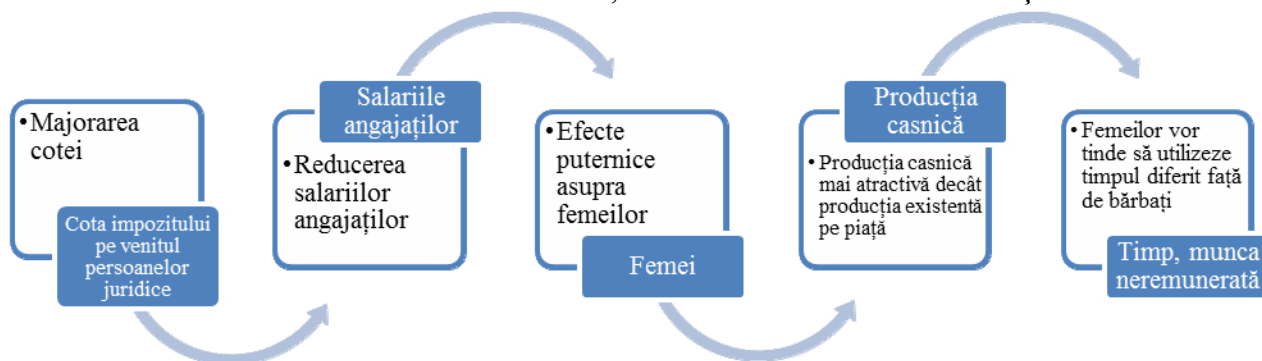 •Majorarea
cotei
Cota impozitului
pe venitul
persoanelor
juridice
Salariile
angajaților
•Reducerea
salariilor
angajaților
•Efecte
puternice
asupra
femeilor
Femei
Producția
casnică
•Producția casnică
mai atractivă decât
producția existentă
pe piață
•Femeilor vor
tinde să utilizeze
timpul diferit față
de bărbați
Timp, munca
neremunerată